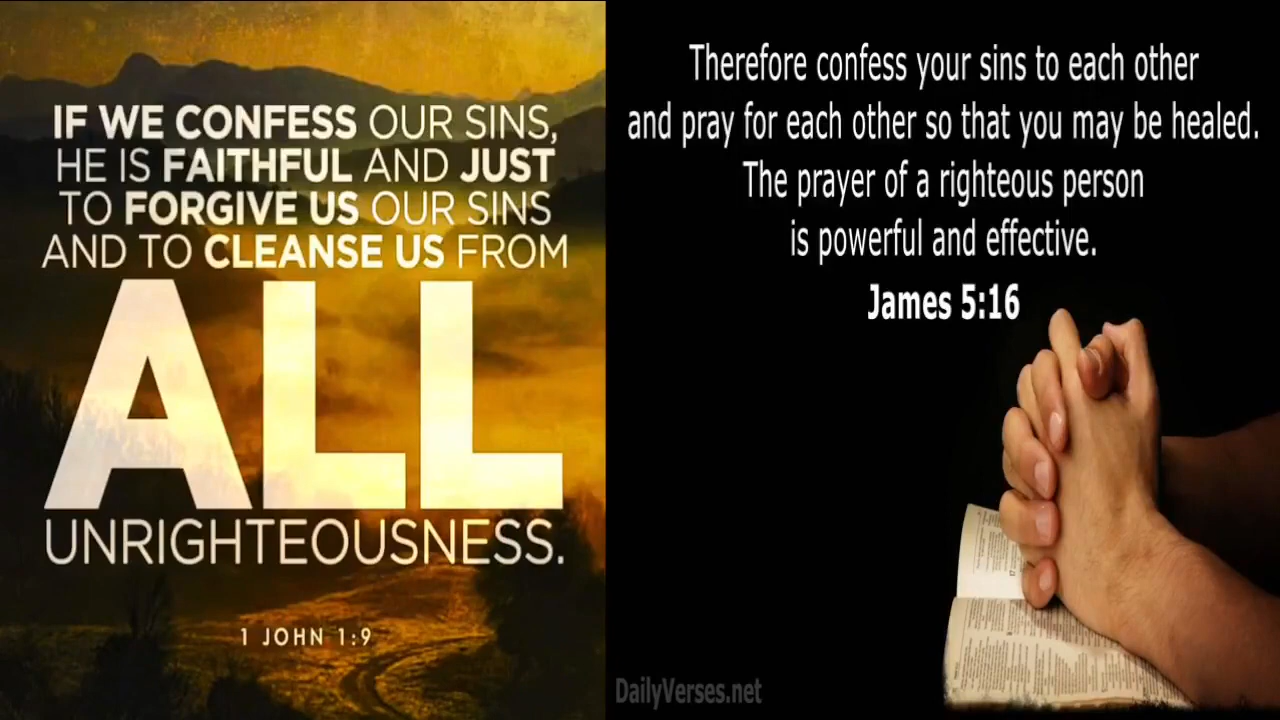 IF WE CONFESS OUR SINS,
HE IS FAITHFUL AND JUST
TO FORGIVE US OUR SINS
AND TO CLEANSE US FROM
ALL
UNRIGHTEOUSNESS.
1 JOHN 1:9
Therefore confess your sins to each other
and pray for each other so that you may be healed.
The prayer of a righteous person
is powerful and effective.
James 5:16
DailyVerses.net